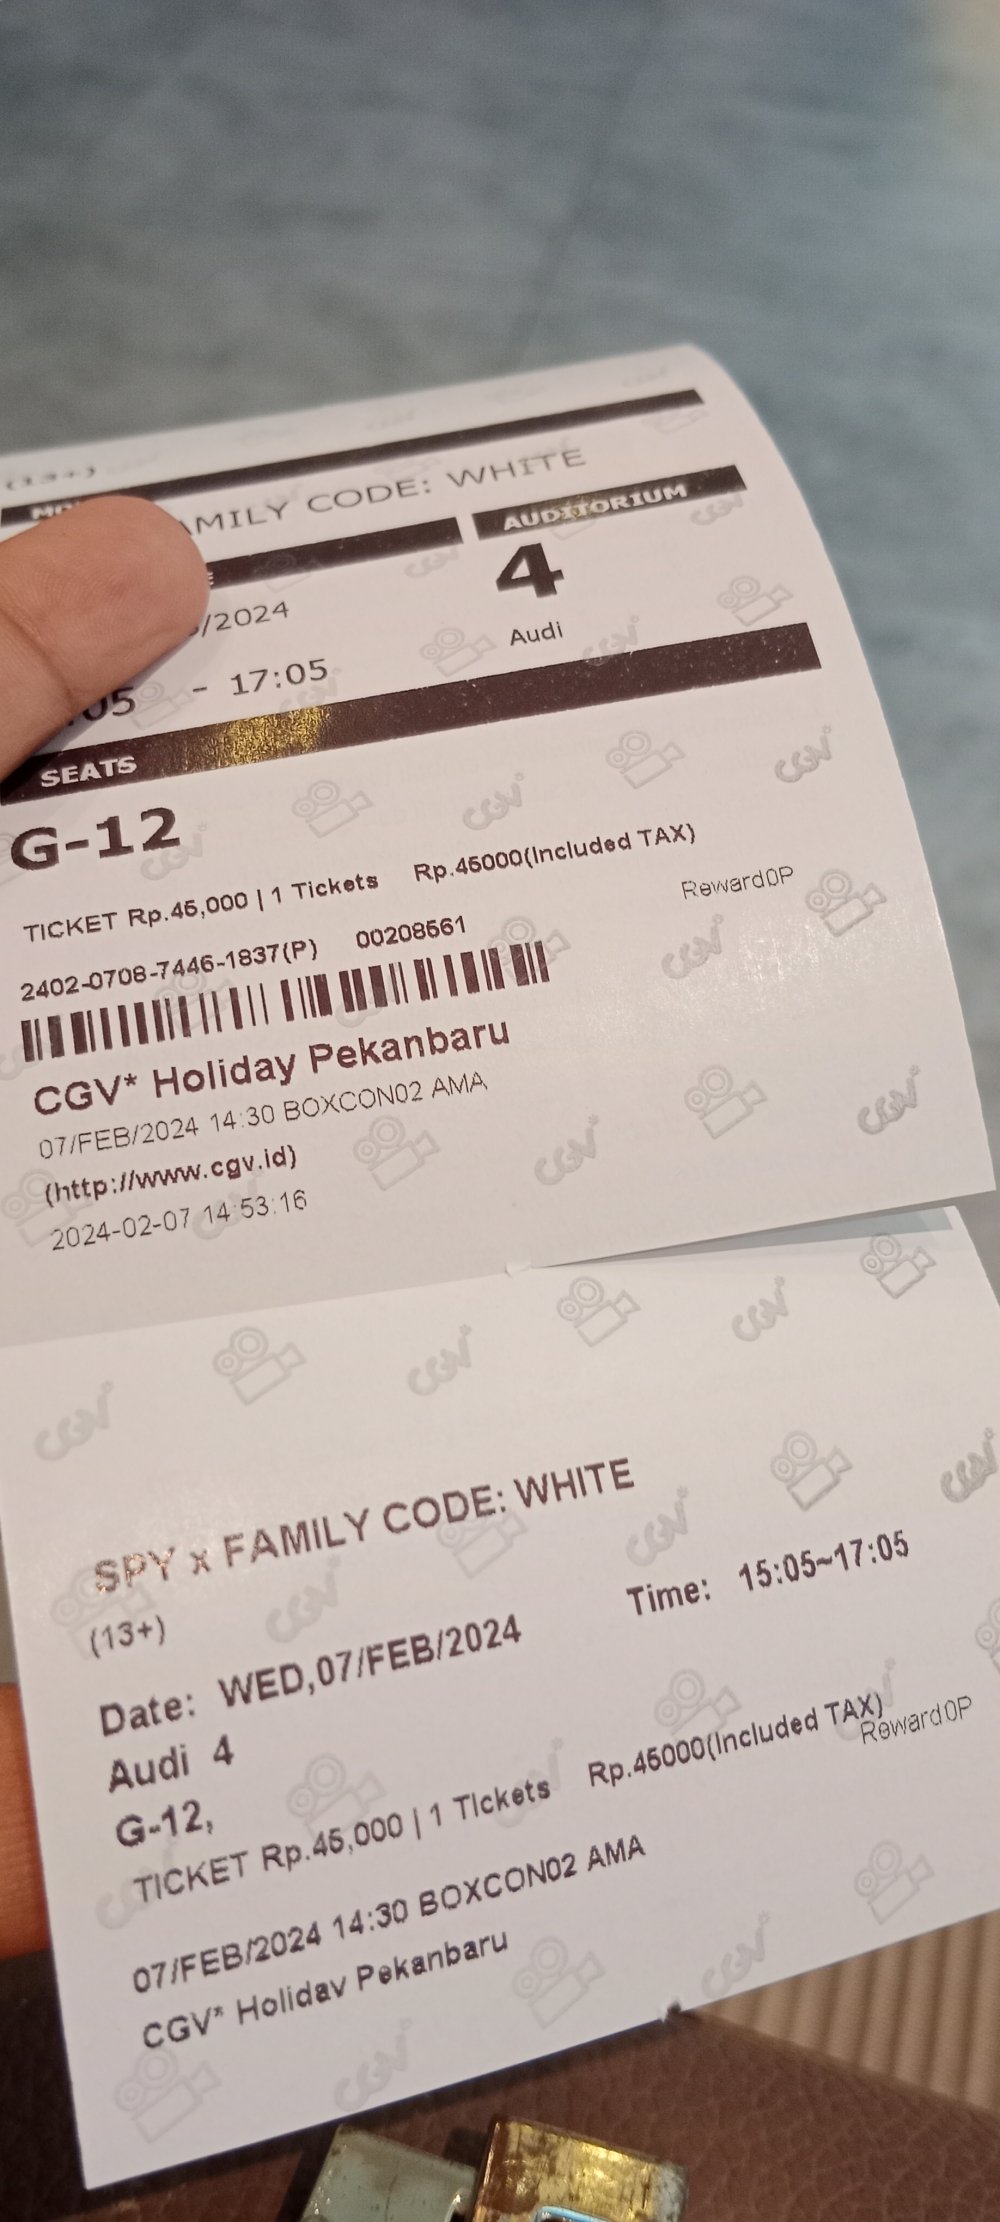 (13+)
AMILY CODE: WHITE
AUDITORIUM
/2024
4
Audi
:05 - 17:05
SEATS
G-12
TICKET Rp.45,000 | 1 Tickets Rp.45000(Included TAX)
Reward0P
2402-0708-7446-1837(P) 00208561
CGV* Holiday Pekanbaru
07/FEB/2024 14:30 BOXCON02 AMA
(http://www.cgv.id)
2024-02-07 14:53:16
SPY x FAMILY CODE: WHITE
(13+)
Date: WED,07/FEB/2024 Time: 15:05~17:05
Audi 4
G-12,
TICKET Rp.45,000 | 1 Tickets Rp.45000(Included TAX)
Reward0P
07/FEB/2024 14:30 BOXCON02 AMA
CGV* Holiday Pekanbaru